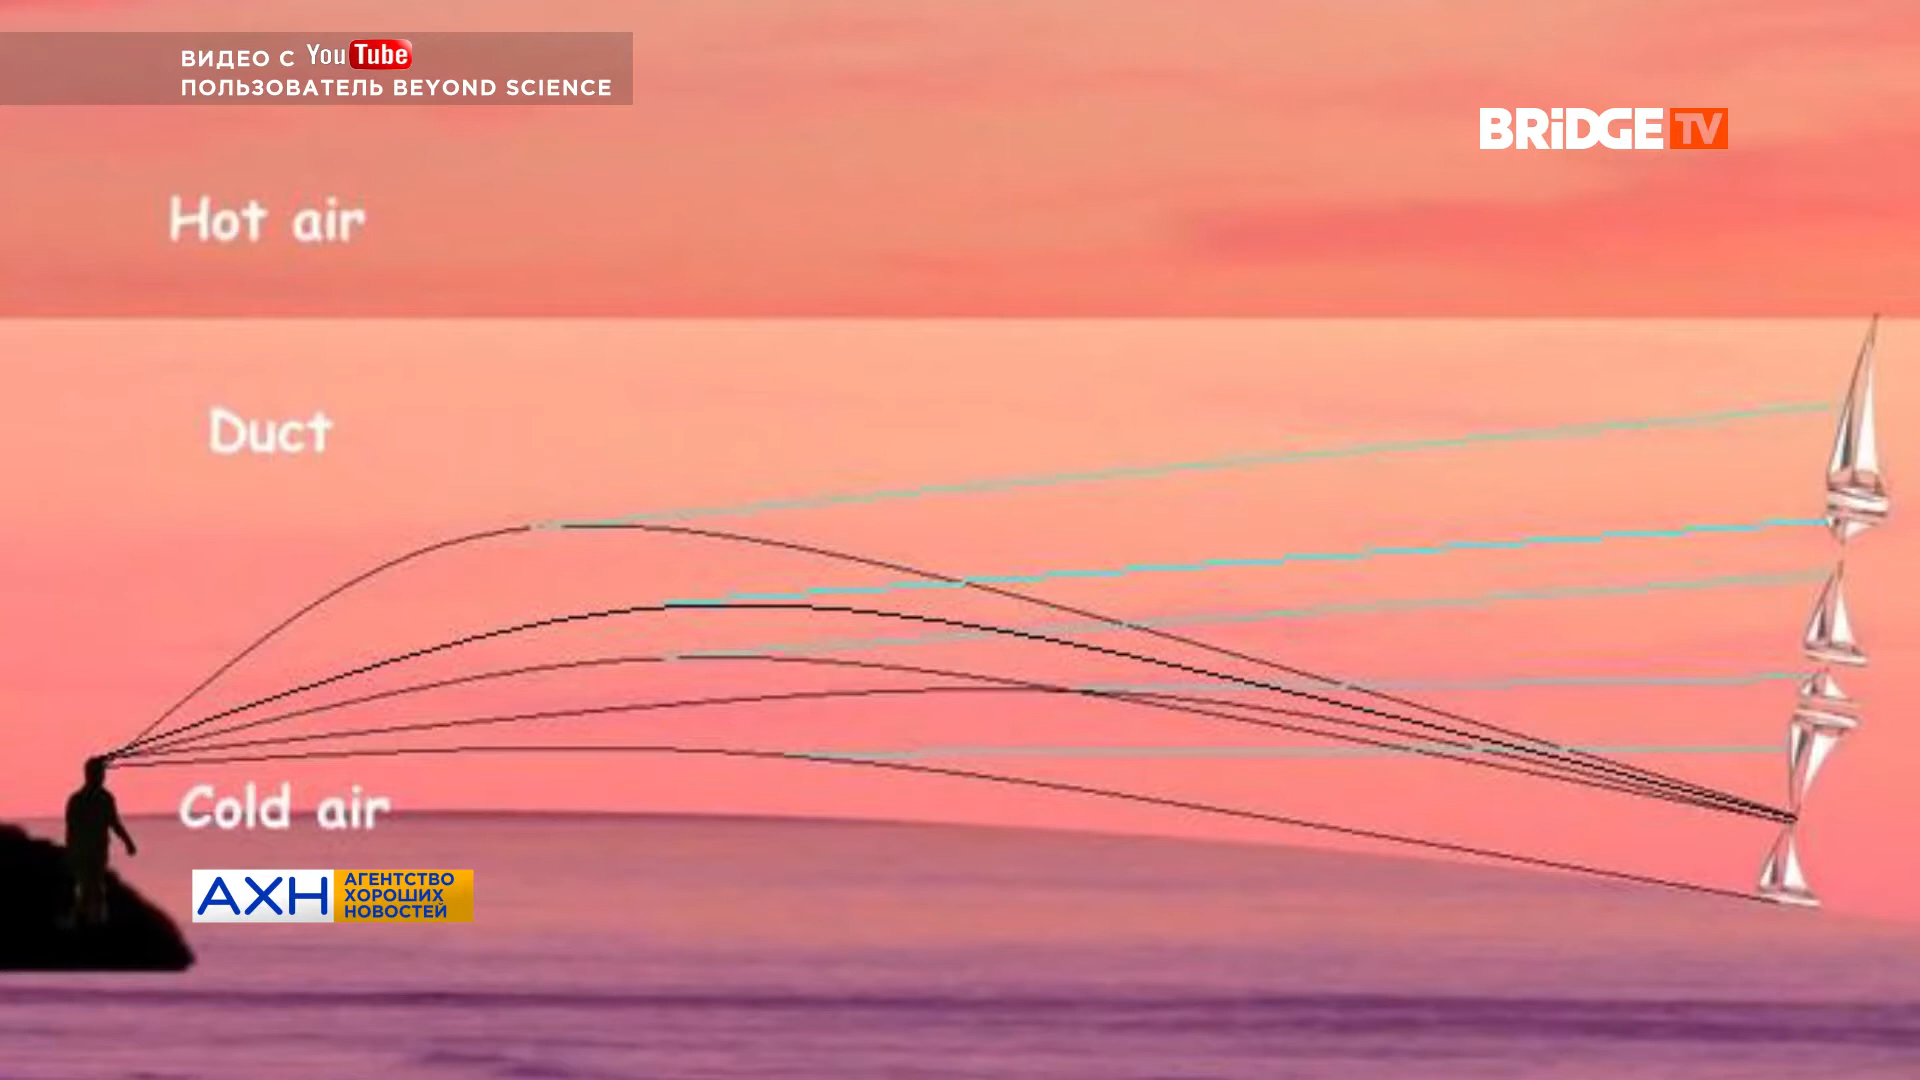 ВИДЕО С YouTube
ПОЛЬЗОВАТЕЛЬ BEYOND SCIENCE
BRiDGE TV
Hot air
Duct
Cold air
АХН
АГЕНТСТВО
ХОРОШИХ
НОВОСТЕЙ